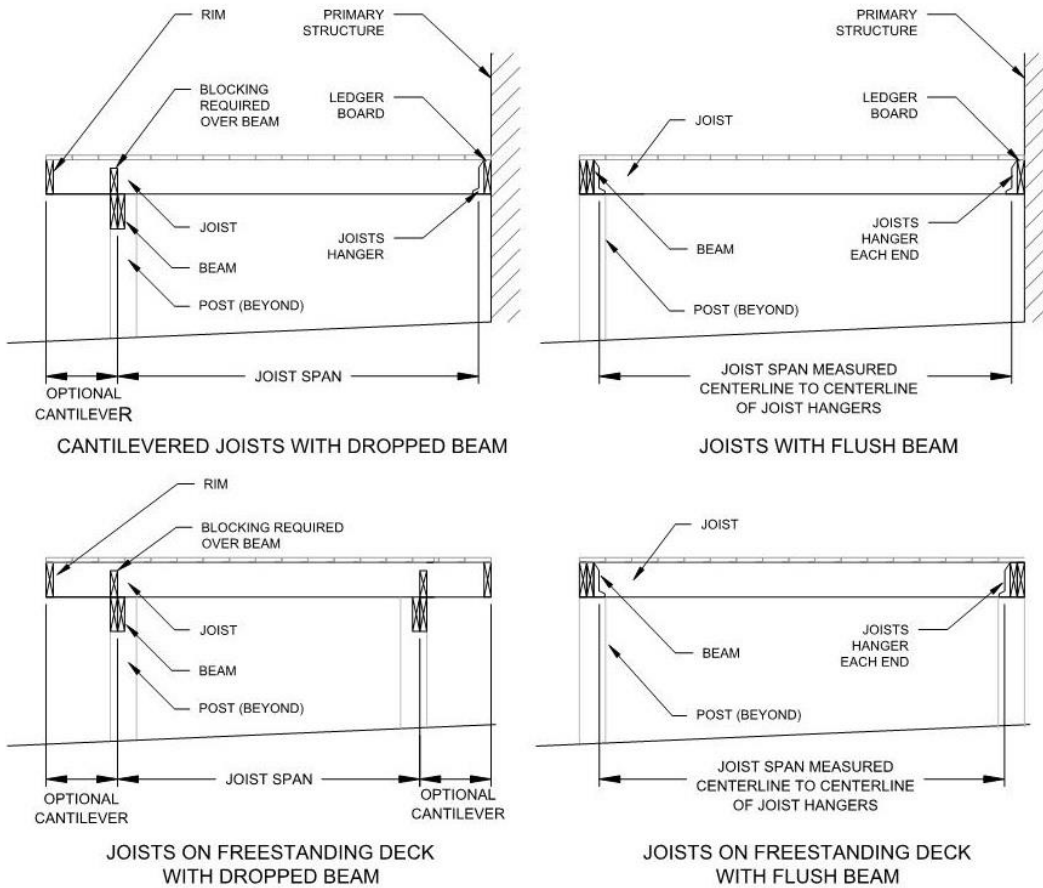 RIM
PRIMARY
STRUCTURE
BLOCKING
REQUIRED
OVER BEAM
LEDGER
BOARD
JOIST
JOISTS
HANGER
BEAM
POST (BEYOND)
JOIST SPAN
OPTIONAL
CANTILEVER
CANTILEVERED JOISTS WITH DROPPED BEAM
PRIMARY
STRUCTURE
LEDGER
BOARD
JOIST
JOISTS
HANGER
EACH END
BEAM
POST (BEYOND)
JOIST SPAN MEASURED
CENTERLINE TO CENTERLINE
OF JOIST HANGERS
JOISTS WITH FLUSH BEAM
RIM
BLOCKING REQUIRED
OVER BEAM
JOIST
BEAM
POST (BEYOND)
JOIST SPAN
OPTIONAL
CANTILEVER
OPTIONAL
CANTILEVER
JOISTS ON FREESTANDING DECK
WITH DROPPED BEAM
JOIST
JOISTS
HANGER
EACH END
BEAM
POST (BEYOND)
JOIST SPAN MEASURED
CENTERLINE TO CENTERLINE
OF JOIST HANGERS
JOISTS ON FREESTANDING DECK
WITH FLUSH BEAM